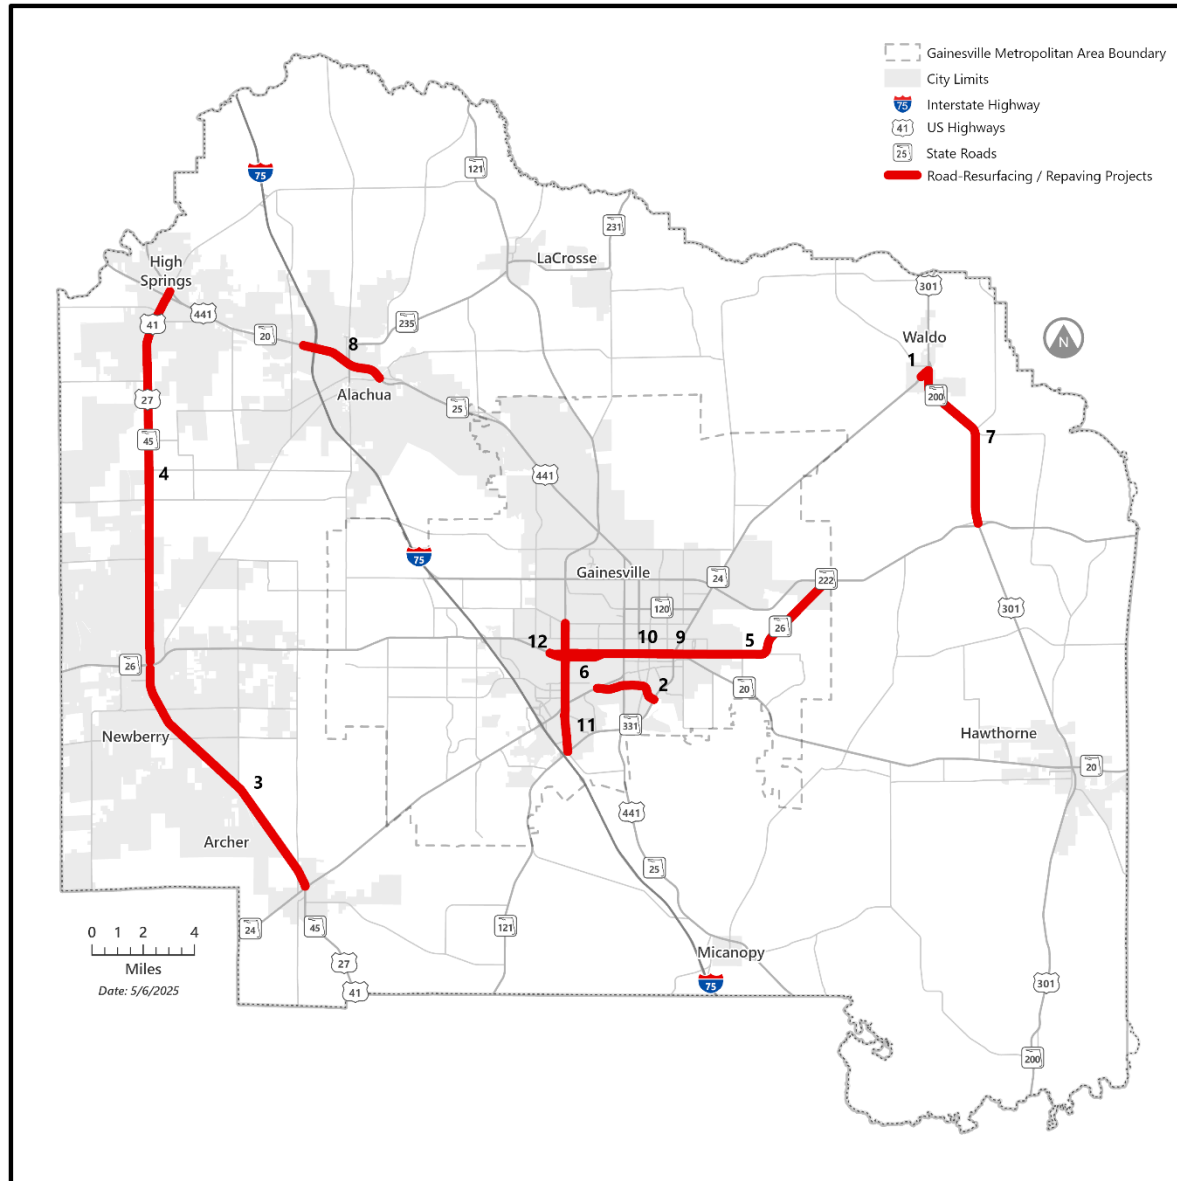 Gainesville Metropolitan Area Boundary
City Limits
75 Interstate Highway
41 US Highways
25 State Roads
Road-Resurfacing / Repaving Projects
75
121
231
LaCrosse
High
Springs
301
441
41
235
20
8
Waldo
N
1
Alachua
27
200
25
45
7
4
441
75
Gainesville
24
222
120
301
26
12
10
9
5
26
6
2
20
11
331
Newberry
Hawthorne
20
3
441
Archer
25
24
45
121
0 1 2 4
Miles
Date: 5/6/2025
27
41
Micanopy
75
301
200